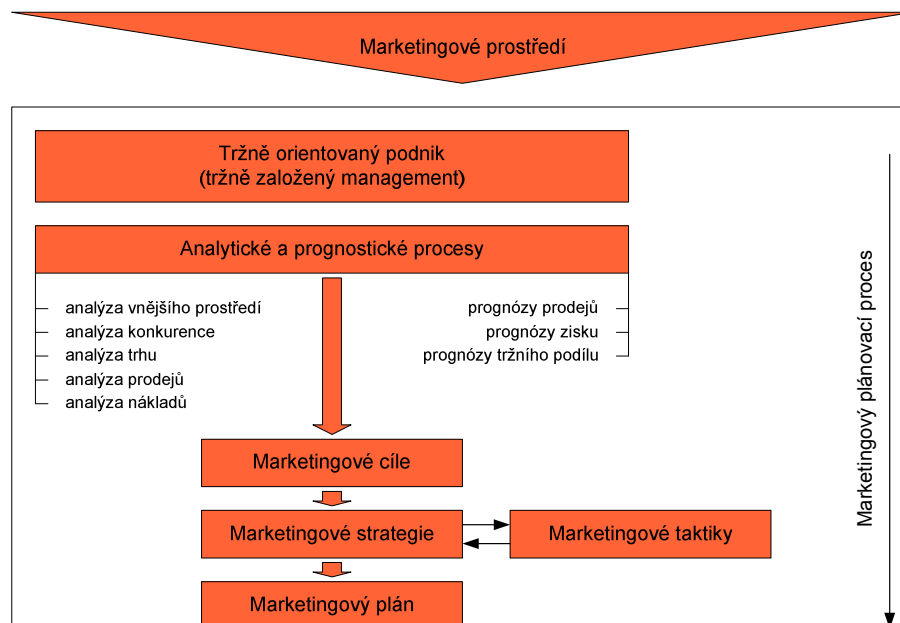 Marketingové prostředí
Tržně orientovaný podnik
(tržně založený management)
Analytické a prognostické procesy
analýza vnějšího prostředí
analýza konkurence
analýza trhu
analýza prodejů
analýza nákladů
prognózy prodejů
prognózy zisku
prognózy tržního podílu
Marketingový plánovací proces
Marketingové cíle
Marketingové strategie
Marketingové taktiky
Marketingový plán